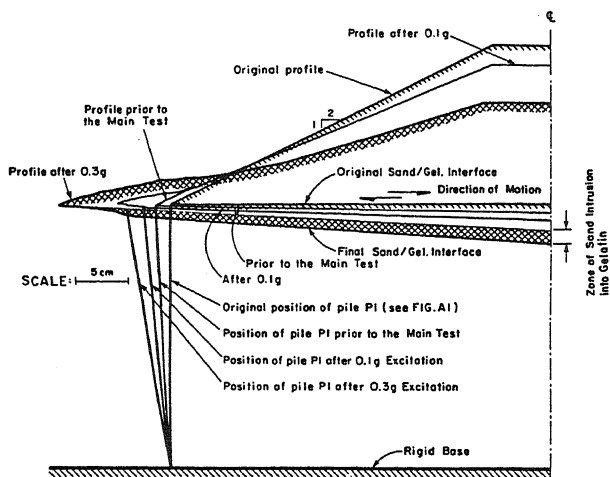 ℄
Profile after 0.1g
Original profile
2
1
Profile prior to
the Main Test
Profile after 0.3g
Original Sand/Gel. Interface
Direction of Motion
Prior to the Main Test
Final Sand/Gel. Interface
After 0.1g
Zone of Sand Intrusion
into Gelatin
SCALE:
5cm
Original position of pile P1 (see FIG.A1)
Position of pile P1 prior to the Main Test
Position of pile P1 after 0.1g Excitation
Position of pile P1 after 0.3g Excitation
Rigid Base